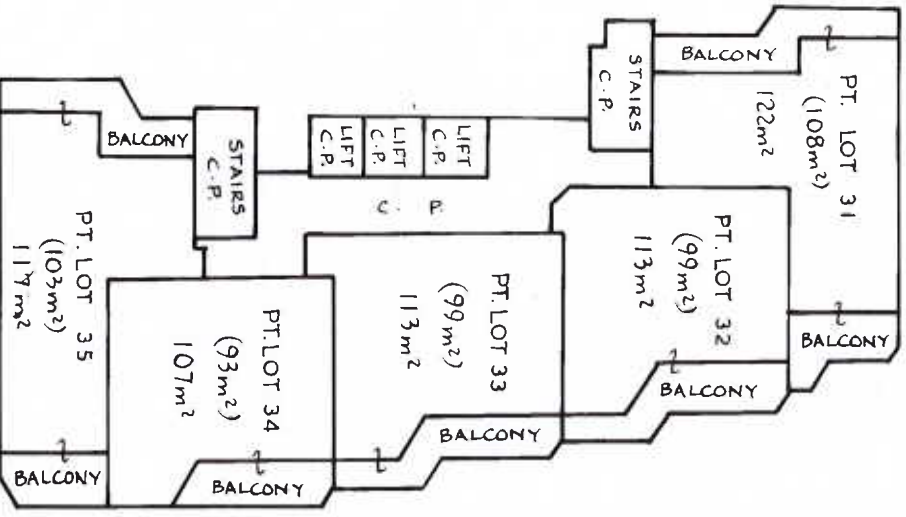 BALCONY
STAIRS
C.P.
PT. LOT 31
(108m²)
122m²
BALCONY
BALCONY
STAIRS
C.P.
LIFT
C.P.
LIFT
C.P.
LIFT
C.P.
C. P.
PT. LOT 32
(99m²)
113m²
BALCONY
PT. LOT 33
(99m²)
113m²
BALCONY
PT. LOT 34
(93m²)
107m²
BALCONY
PT. LOT 35
(103m²)
117m²
BALCONY